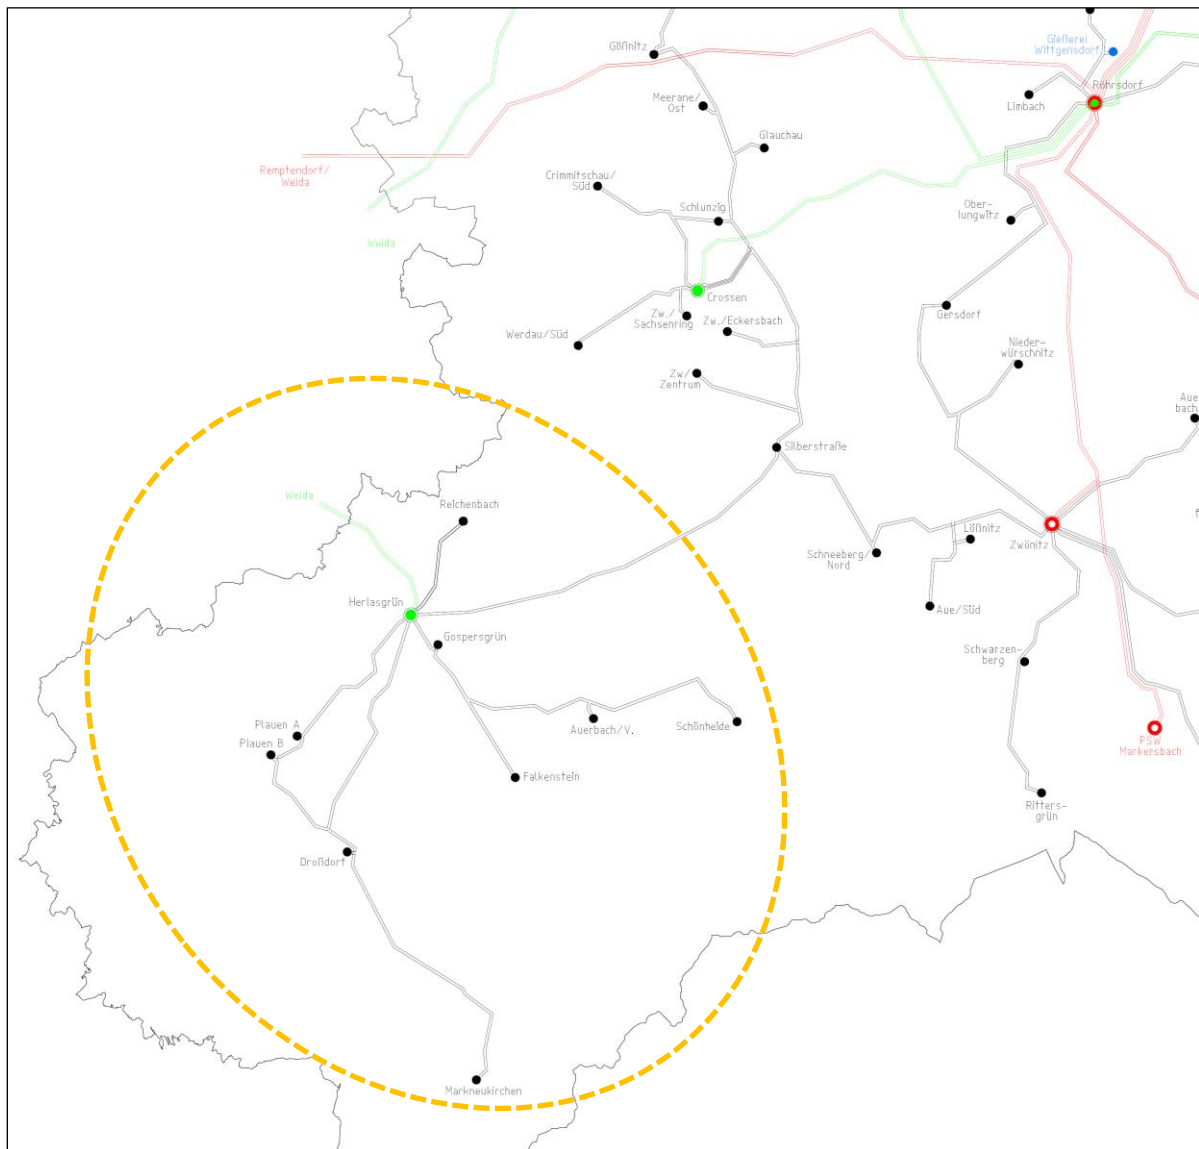 Gießerei
Wittgensdorf
Gößnitz
Röhrsdorf
Limbach
Meerane/
Ost
Glauchau
Remptendorf/
Weida
Crimmitschau/
Süd
Schlunzig
Ober-
lungwitz
Weida
Crossen
Zw./
Sachsenring
Zw./Eckersbach
Gersdorf
Werdau/Süd
Nieder-
würschnitz
Zw/
Zentrum
Aue
bach
Silberstraße
Weida
Reichenbach
f
Lößnitz
Zwönitz
Schneeberg/
Nord
Herlasgrün
Aue/Süd
Gospersgrün
Schwarzen-
berg
Plauen A
Plauen B
Auerbach/V.
Schönheide
PSW
Markersbach
Falkenstein
Ritters-
grün
Droßdorf
Markneukirchen